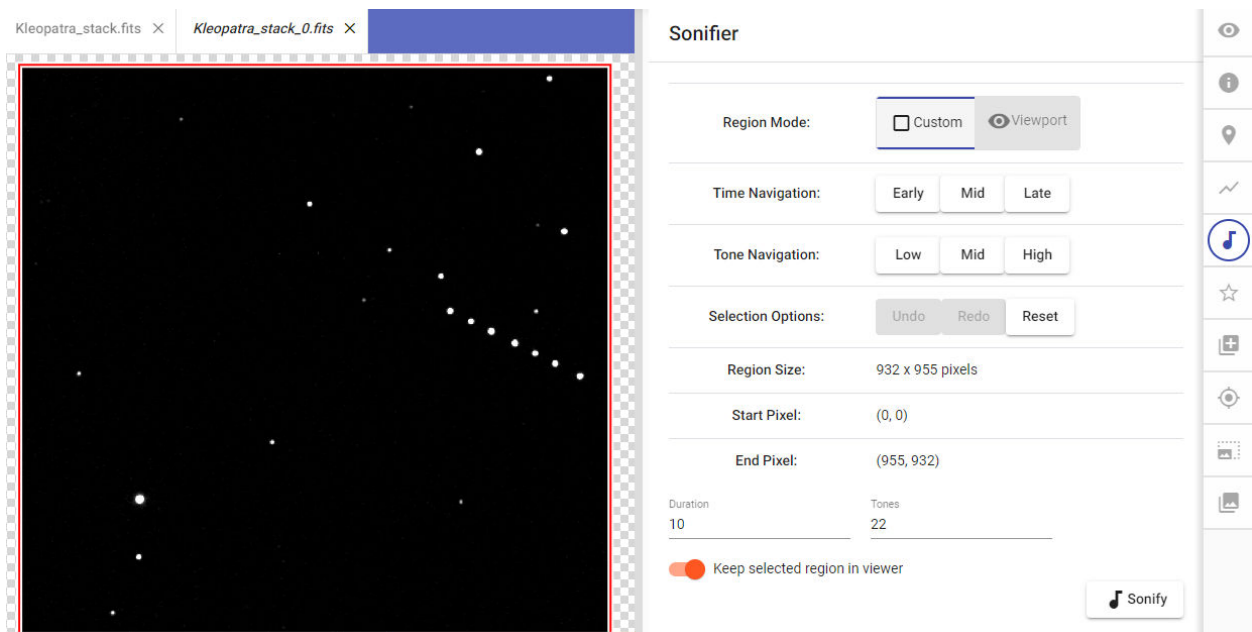 Kleopatra_stack.fits
Kleopatra_stack_0.fits
Sonifier
Region Mode: Custom Viewport
Time Navigation: Early Mid Late
Tone Navigation: Low Mid High
Selection Options: Undo Redo Reset
Region Size: 932 x 955 pixels
Start Pixel: (0, 0)
End Pixel: (955, 932)
Duration Tones
10 22
Keep selected region in viewer
Sonify